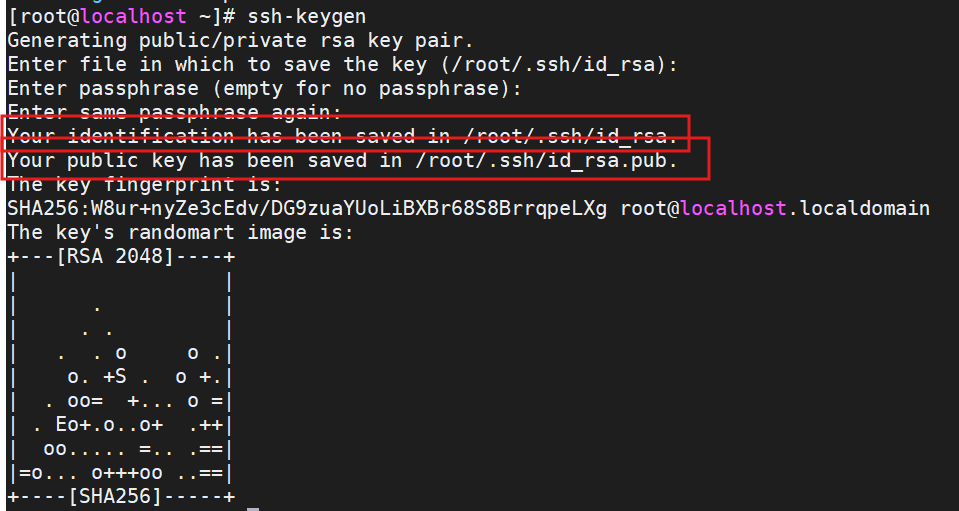 [root@localhost ~]# ssh-keygen
Generating public/private rsa key pair.
Enter file in which to save the key (/root/.ssh/id_rsa):
Enter passphrase (empty for no passphrase):
Enter same passphrase again:
Your identification has been saved in /root/.ssh/id_rsa.
Your public key has been saved in /root/.ssh/id_rsa.pub.
The key fingerprint is:
SHA256:W8ur+nyZe3cEdv/DG9zuaYUoLiBXBr68S8BrrqpeLXg root@localhost.localdomain
The key's randomart image is:
+---[RSA 2048]----+
|                 |
|      .          |
|     . .         |
|   .  . o     o .|
|    o. +S .  o +.|
|  . oo=  +... o =|
| . Eo+.o..o+  .++|
|  oo..... =.. .==|
|=o... o+++oo ..==|
+----[SHA256]-----+